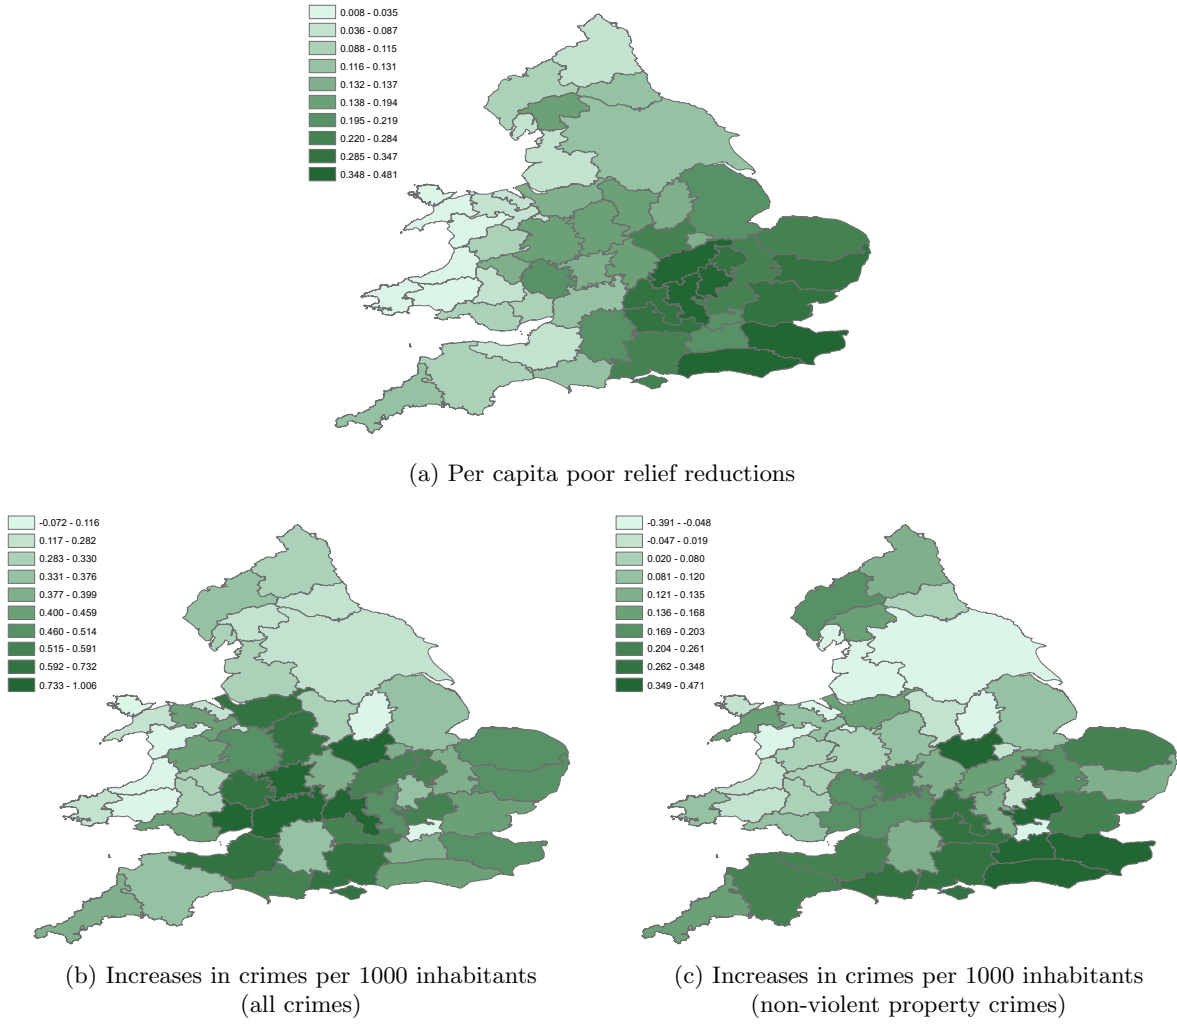 0.008 - 0.035
0.036 - 0.087
0.088 - 0.115
0.116 - 0.131
0.132 - 0.137
0.138 - 0.194
0.195 - 0.219
0.220 - 0.284
0.285 - 0.347
0.348 - 0.481
(a) Per capita poor relief reductions
-0.072 - 0.116
0.117 - 0.282
0.283 - 0.330
0.331 - 0.376
0.377 - 0.399
0.400 - 0.459
0.460 - 0.514
0.515 - 0.591
0.592 - 0.732
0.733 - 1.006
(b) Increases in crimes per 1000 inhabitants
(all crimes)
-0.391 - -0.048
-0.047 - 0.019
0.020 - 0.080
0.081 - 0.120
0.121 - 0.135
0.136 - 0.168
0.169 - 0.203
0.204 - 0.261
0.262 - 0.348
0.349 - 0.471
(c) Increases in crimes per 1000 inhabitants
(non-violent property crimes)